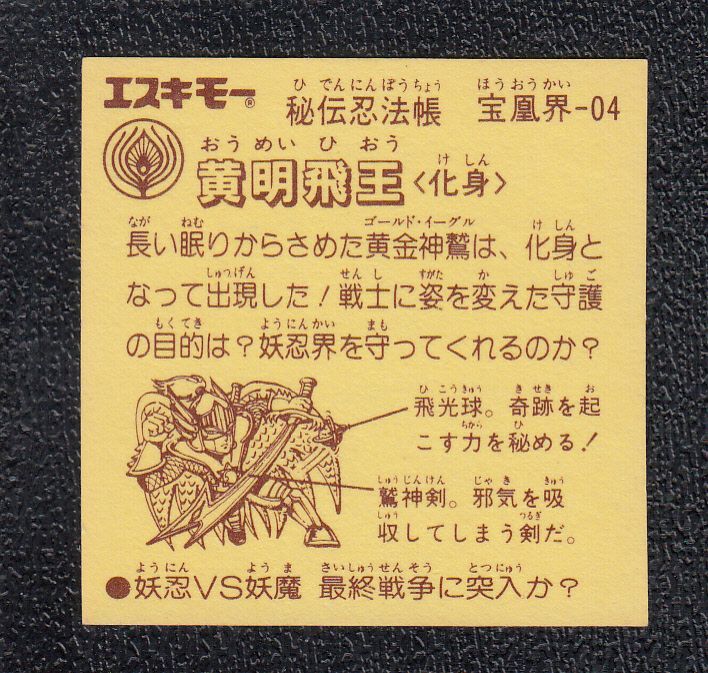 エスキモー® 秘伝忍法帳 宝凰界-04
ひでんにんぽうちょう ほうおうかい
おうめいひおう
黄明飛王〈化身〉
けしん
なが ねむ ゴールド・イーグル けしん
長い眠りからさめた黄金神鷲は、化身と
しゅつげん せんし すがた か しゅご
なって出現した!戦士に姿を変えた守護
もくてき ようにんかい まも
の目的は?妖忍界を守ってくれるのか?
ひこうきゅう きせき お
飛光球。奇跡を起
ちから ひ
こす力を秘める!
しゅうじんけん じゃき きゅう
鷲神剣。邪気を吸
しゅう つるぎ
収してしまう剣だ。
ようにん ようま さいしゅうせんそう とつにゅう
●妖忍VS妖魔 最終戦争に突入か?